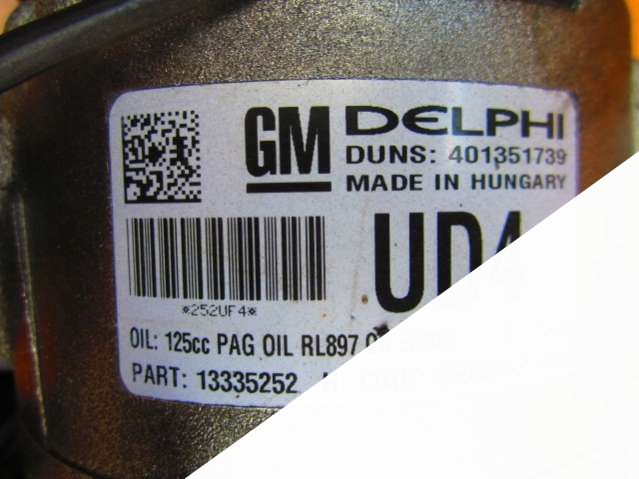 GM DELPHI
DUNS: 401351739
MADE IN HUNGARY
UD4
*252UF4*
OIL: 125cc PAG OIL RL897
PART: 13335252